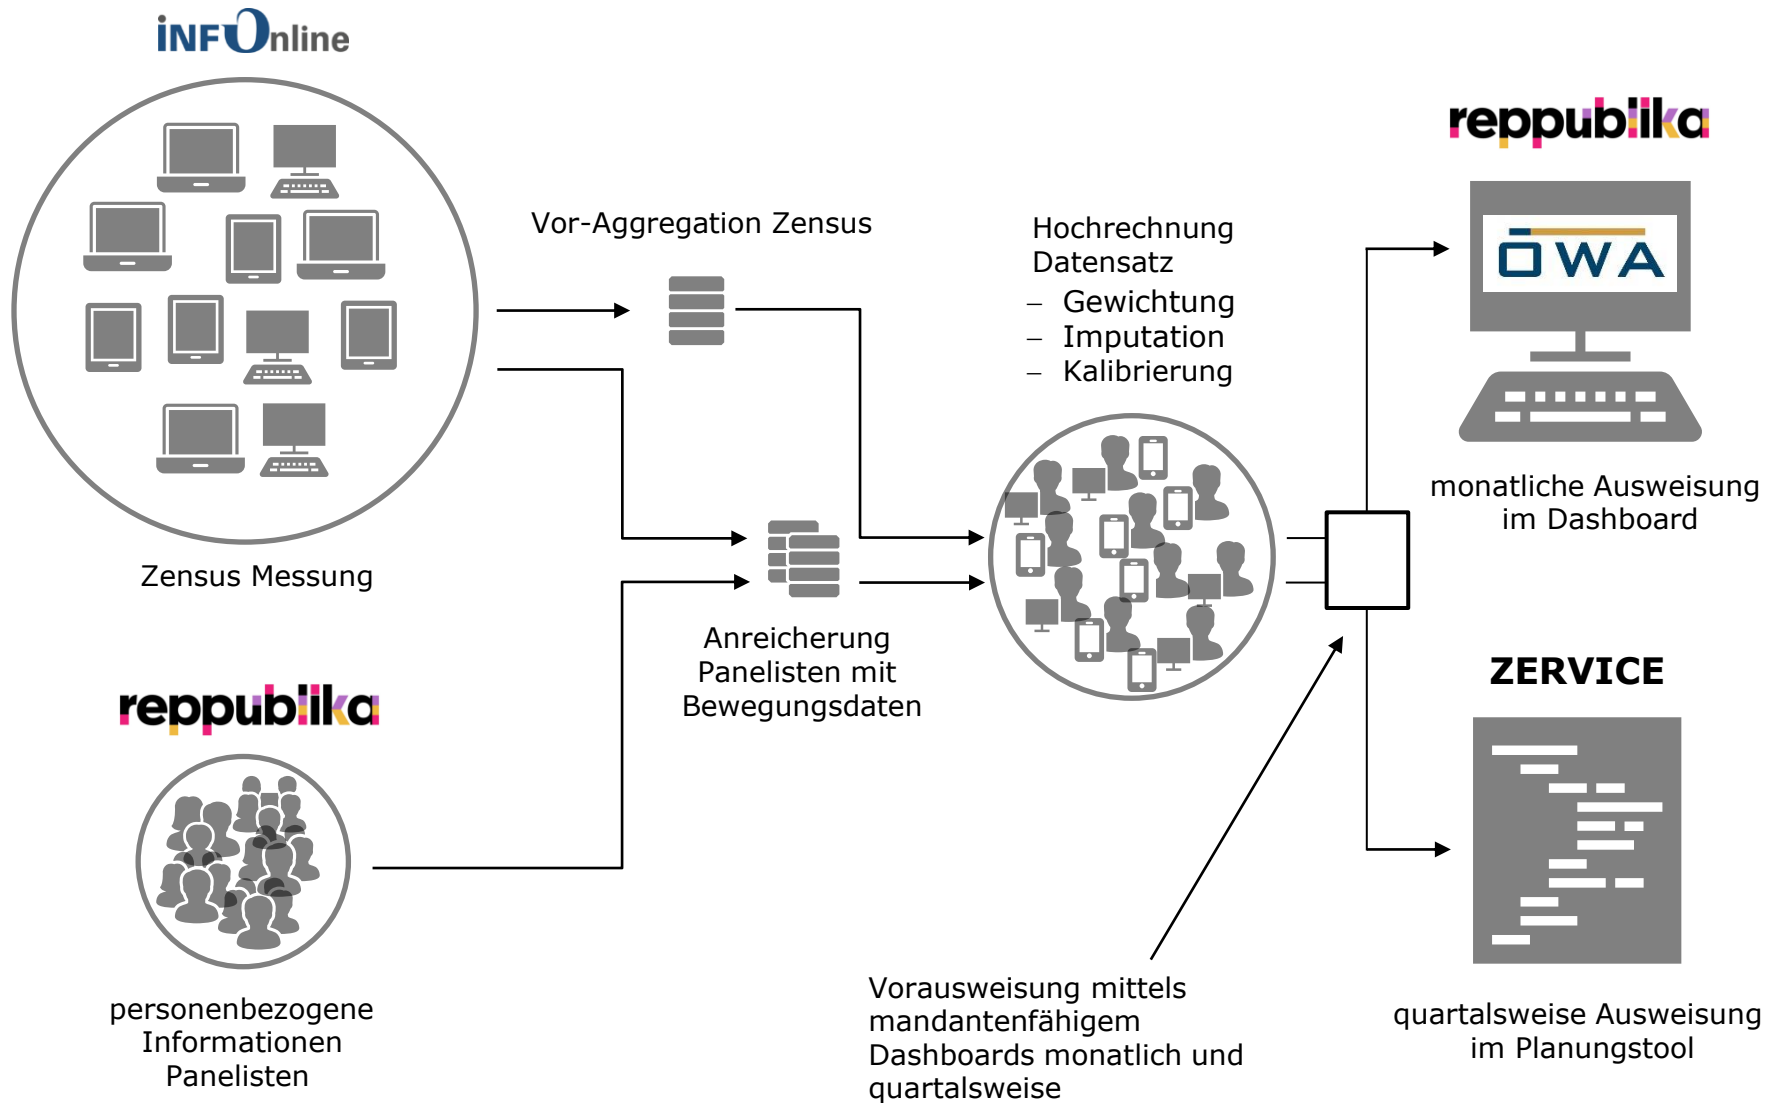 INFOnline
Zensus Messung
reppublika
personenbezogene
Informationen
Panelisten
Vor-Aggregation Zensus
Anreicherung
Panelisten mit
Bewegungsdaten
Hochrechnung
Datensatz
– Gewichtung
– Imputation
– Kalibrierung
Vorausweisung mittels
mandantenfähigem
Dashboards monatlich und
quartalsweise
reppublika
ÖWA
monatliche Ausweisung
im Dashboard
ZERVICE
quartalsweise Ausweisung
im Planungstool